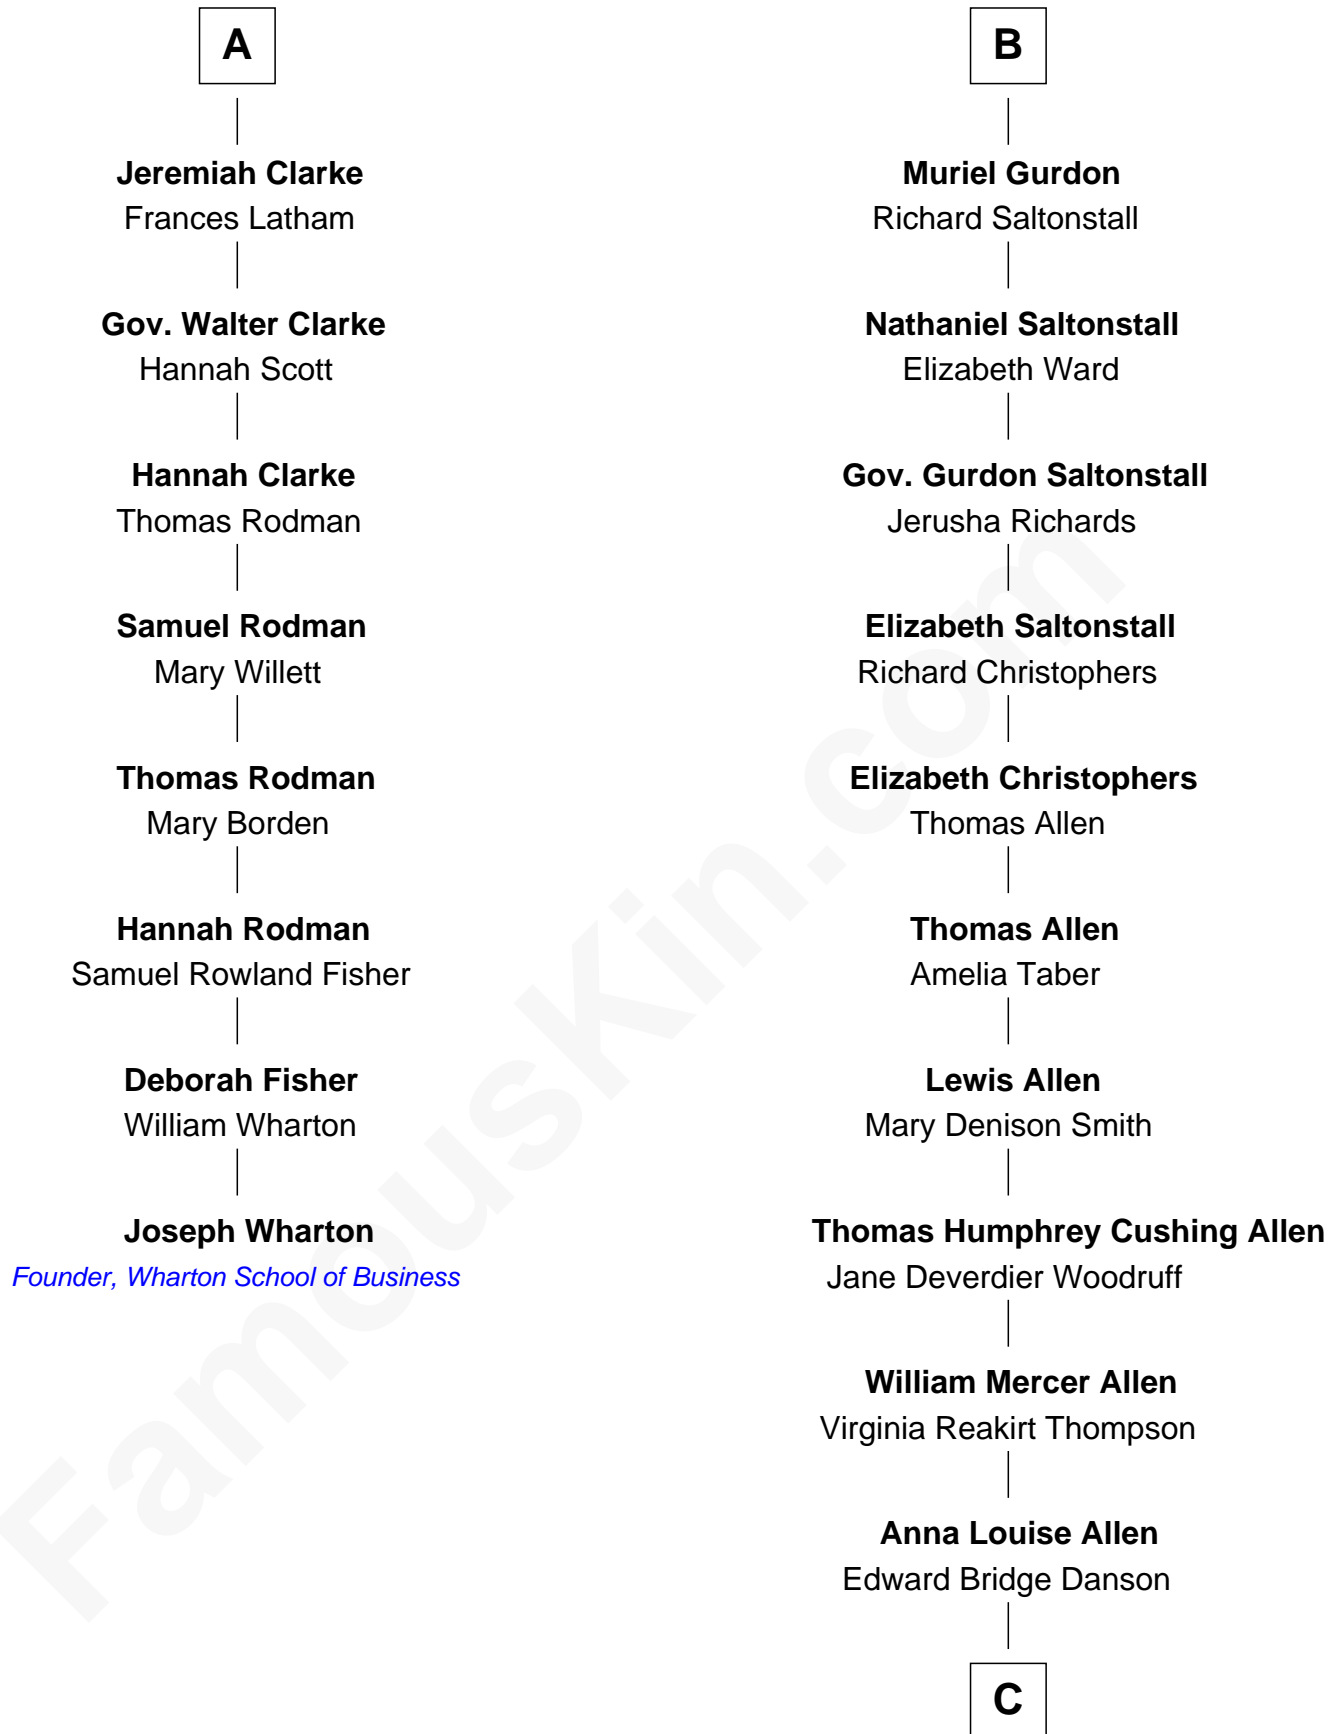 A
Jeremiah Clarke
Frances Latham
Gov. Walter Clarke
Hannah Scott
Hannah Clarke
Thomas Rodman
Samuel Rodman
Mary Willett
Thomas Rodman
Mary Borden
Hannah Rodman
Samuel Rowland Fisher
Deborah Fisher
William Wharton
Joseph Wharton
Founder, Wharton School of Business
B
Muriel Gurdon
Richard Saltonstall
Nathaniel Saltonstall
Elizabeth Ward
Gov. Gurdon Saltonstall
Jerusha Richards
Elizabeth Saltonstall
Richard Christophers
Elizabeth Christophers
Thomas Allen
Thomas Allen
Amelia Taber
Lewis Allen
Mary Denison Smith
Thomas Humphrey Cushing Allen
Jane Deverdier Woodruff
William Mercer Allen
Virginia Reakirt Thompson
Anna Louise Allen
Edward Bridge Danson
C
FamousKin.com